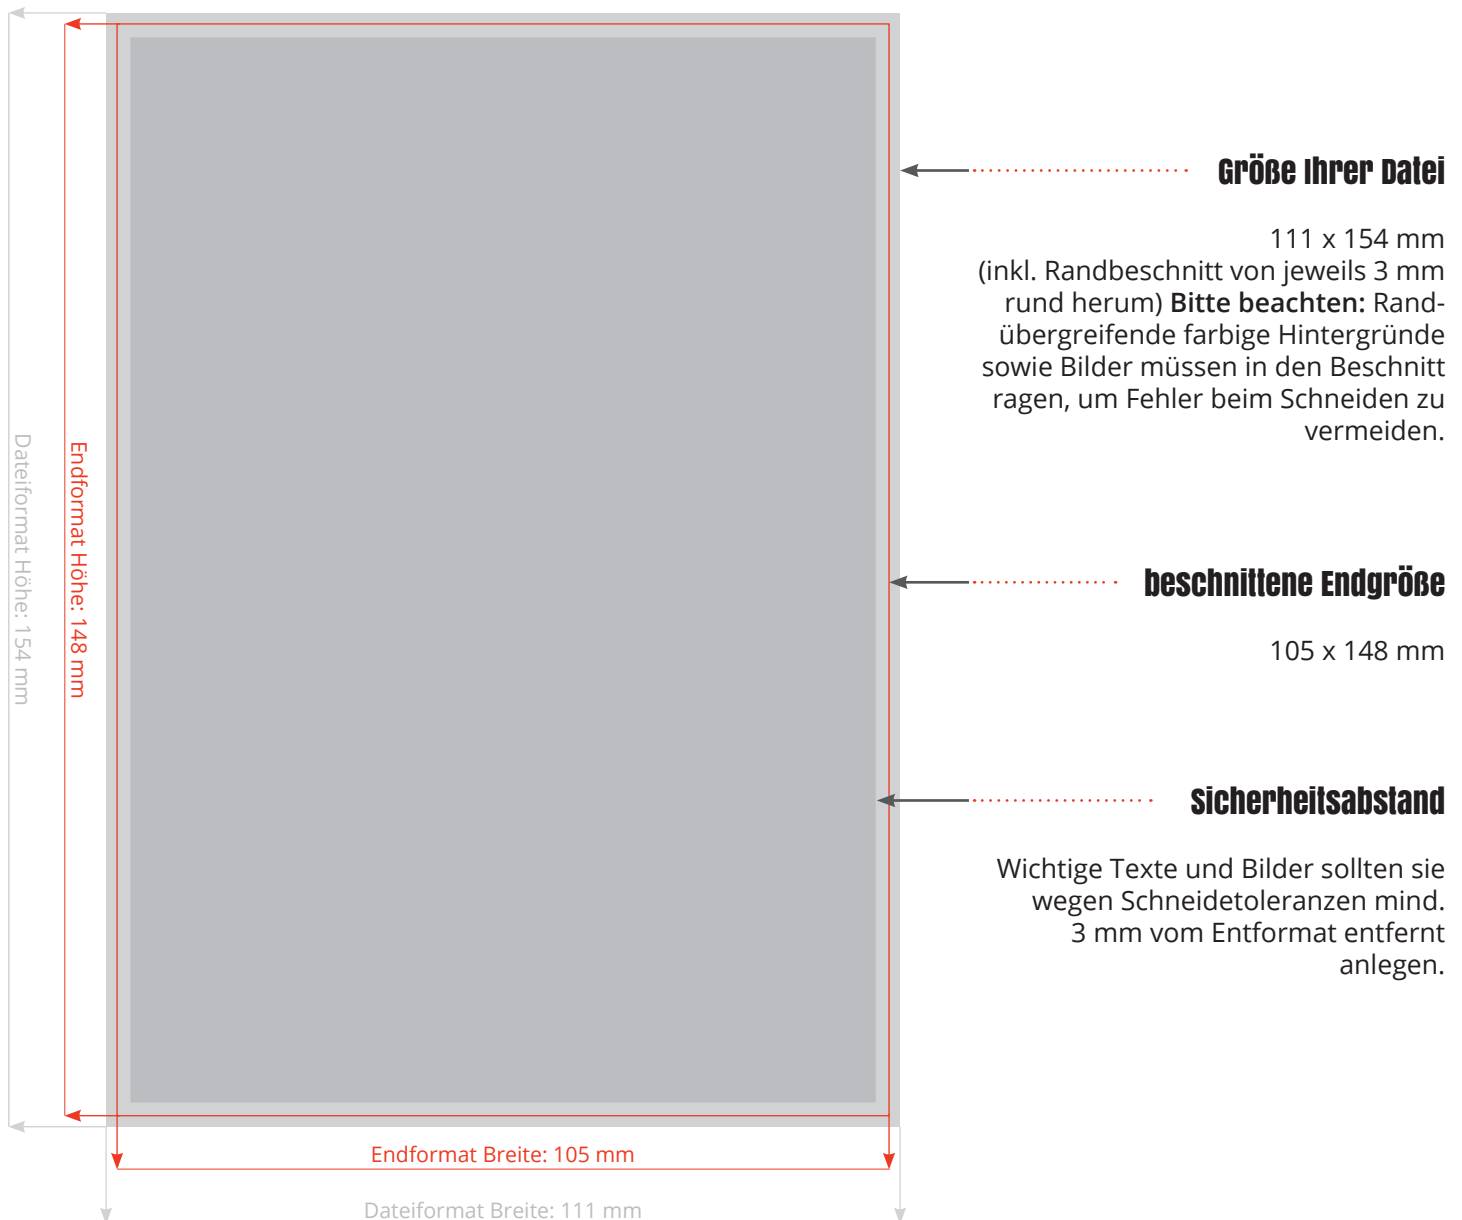 Größe Ihrer Datei
111 x 154 mm
(inkl. Randbeschnitt von jeweils 3 mm
rund herum) Bitte beachten: Rand-
übergreifende farbige Hintergründe
sowie Bilder müssen in den Beschnitt
ragen, um Fehler beim Schneiden zu
vermeiden.
beschnittene Endgröße
105 x 148 mm
Sicherheitsabstand
Wichtige Texte und Bilder sollten sie
wegen Schneidetoleranzen mind.
3 mm vom Entformat entfernt
anlegen.
Dateiformat Höhe: 154 mm
Endformat Höhe: 148 mm
Endformat Breite: 105 mm
Dateiformat Breite: 111 mm